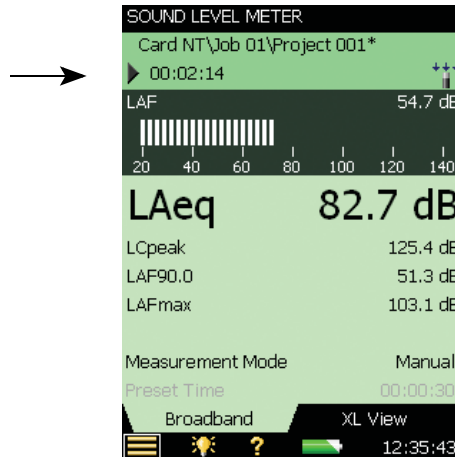 SOUND LEVEL METER
Card NT\Job 01\Project 001*
00:02:14
LAF 54.7 dB
20 40 60 80 100 120 140
LAeq 82.7 dB
LCpeak 125.4 dB
LAF90.0 51.3 dB
LAFmax 103.1 dB
Measurement Mode Manual
Preset Time 00:00:30
Broadband XL View
? 12:35:43